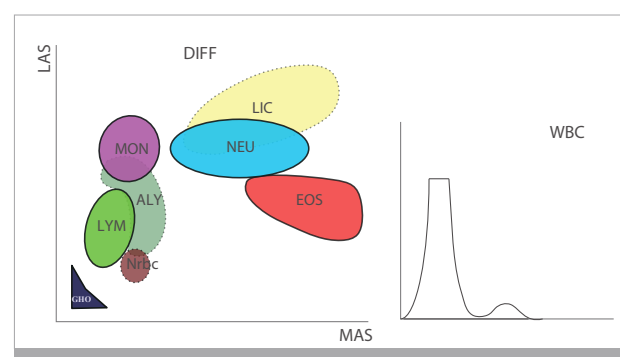 DIFF
LAS
LIC
WBC
MON
NEU
ALY
EOS
LYM
Nrbc
GHO
MAS